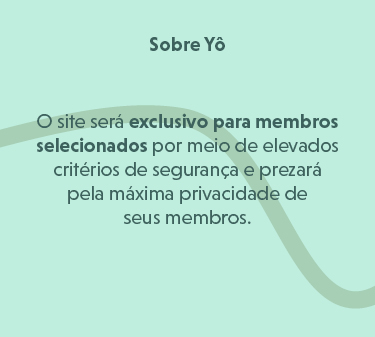 Sobre Yô
O site será exclusivo para membros
selecionados por meio de elevados
critérios de segurança e prezará
pela máxima privacidade de
seus membros.